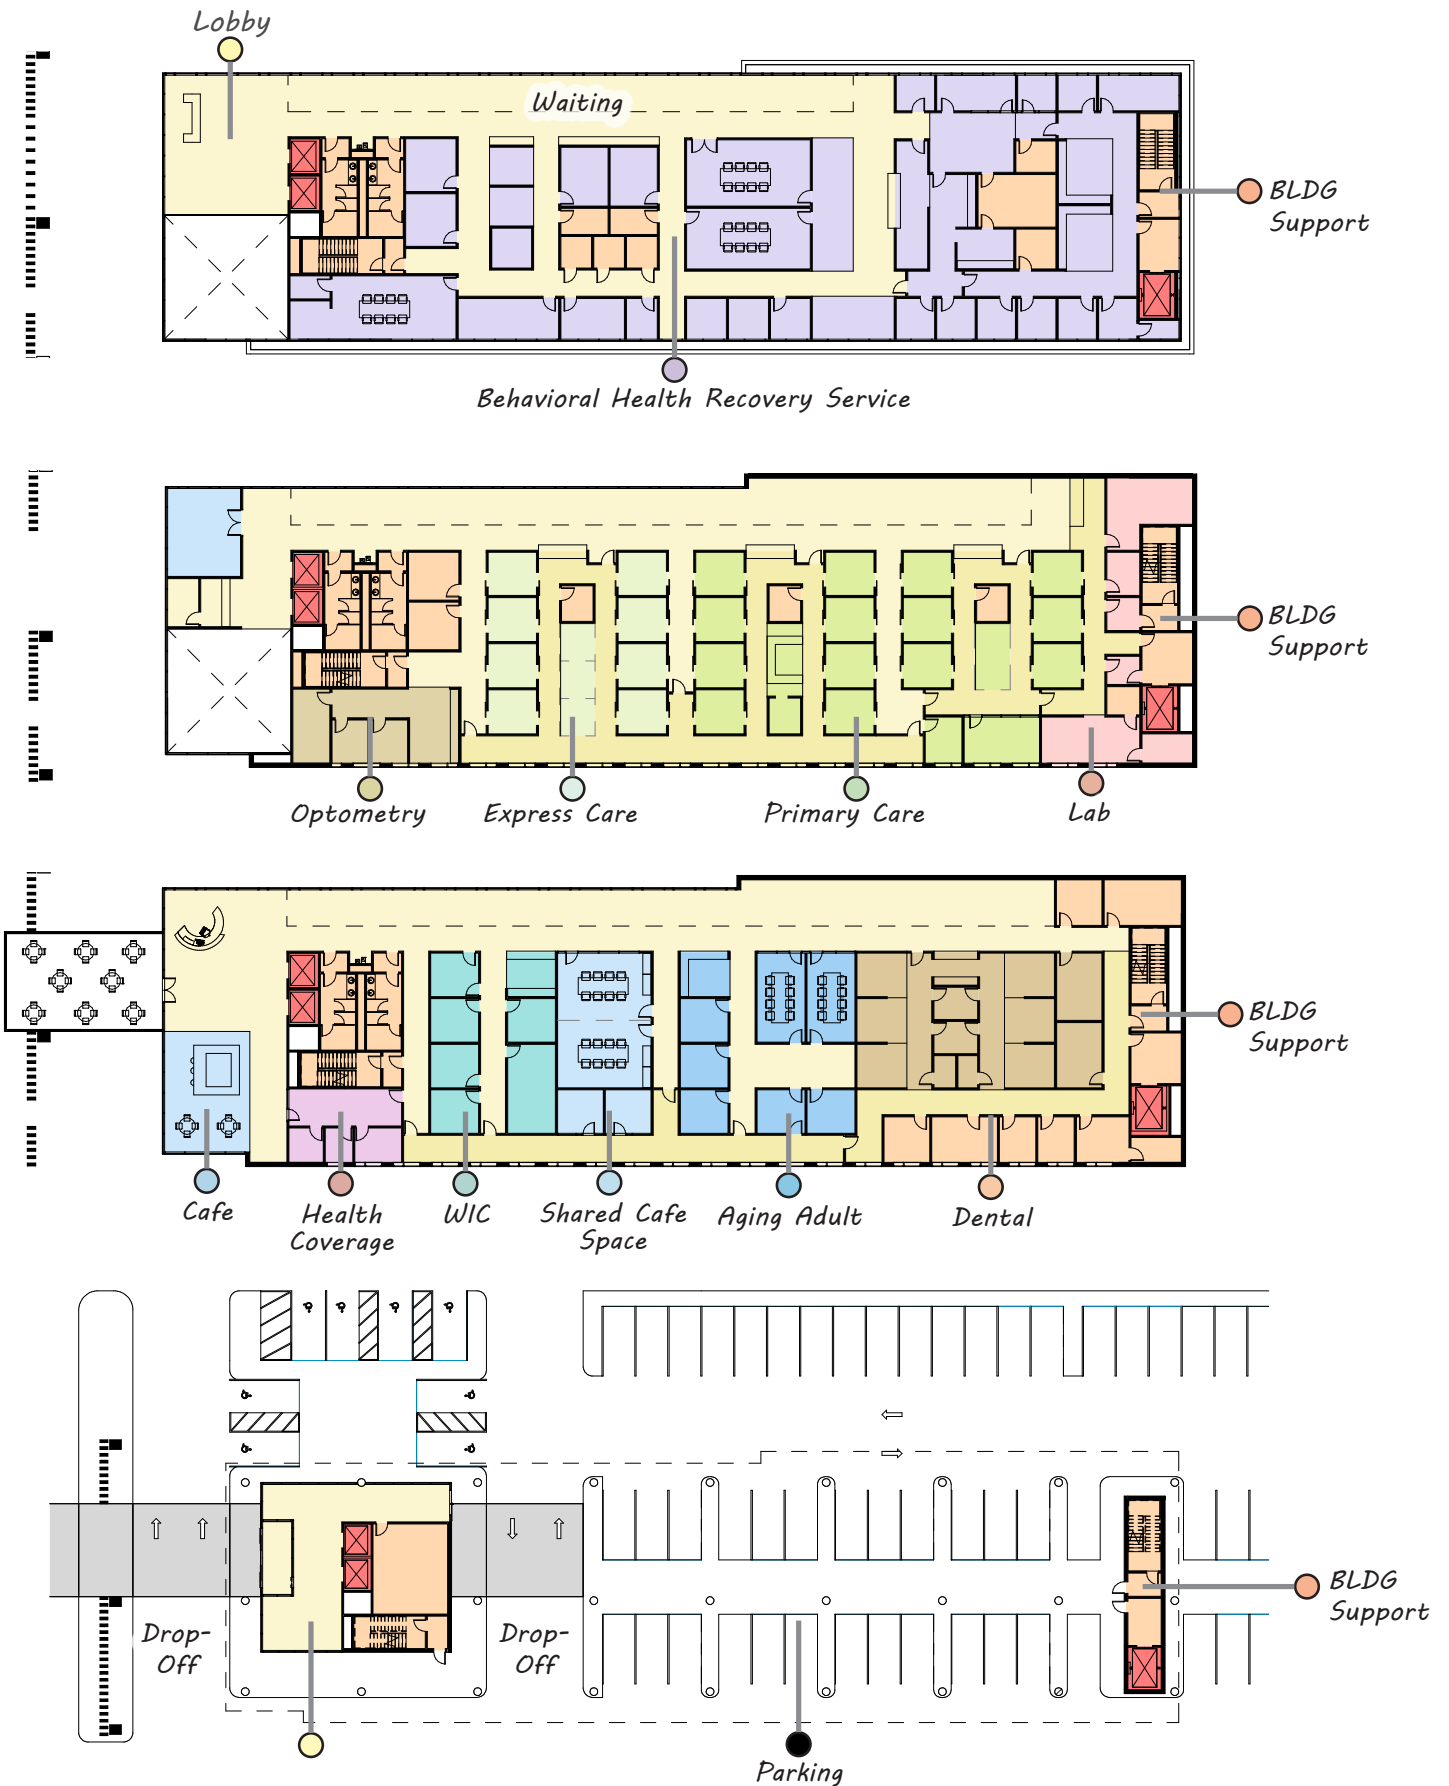 Lobby
Waiting
BLDG
Support
Behavioral Health Recovery Service
BLDG
Support
Optometry
Express Care
Primary Care
Lab
BLDG
Support
Cafe
Health
Coverage
WIC
Shared Cafe
Space
Aging Adult
Dental
BLDG
Support
Drop-
Off
Drop-
Off
Parking